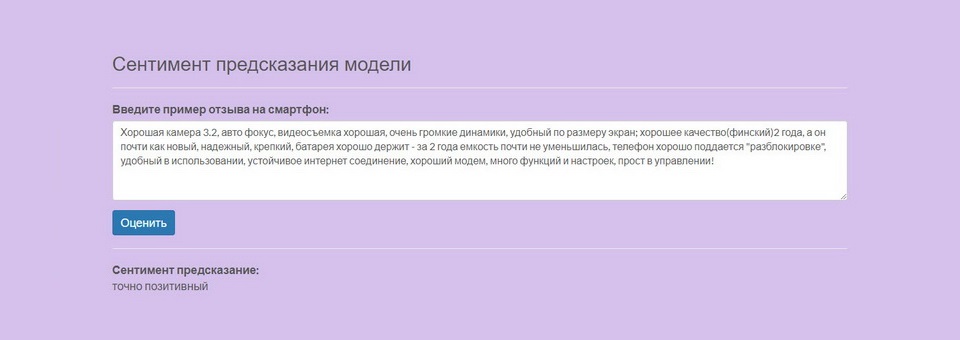 Сентимент предсказания модели
Введите пример отзыва на смартфон:
Хорошая камера 3.2, авто фокус, видеосъемка хорошая, очень громкие динамики, удобный по размеру экран; хорошее качество(финский)2 года, а он
почти как новый, надежный, крепкий, батарея хорошо держит - за 2 года емкость почти не уменьшилась, телефон хорошо поддается "разблокировке",
удобный в использовании, устойчивое интернет соединение, хороший модем, много функций и настроек, прост в управлении!
Оценить
Сентимент предсказание:
точно позитивный